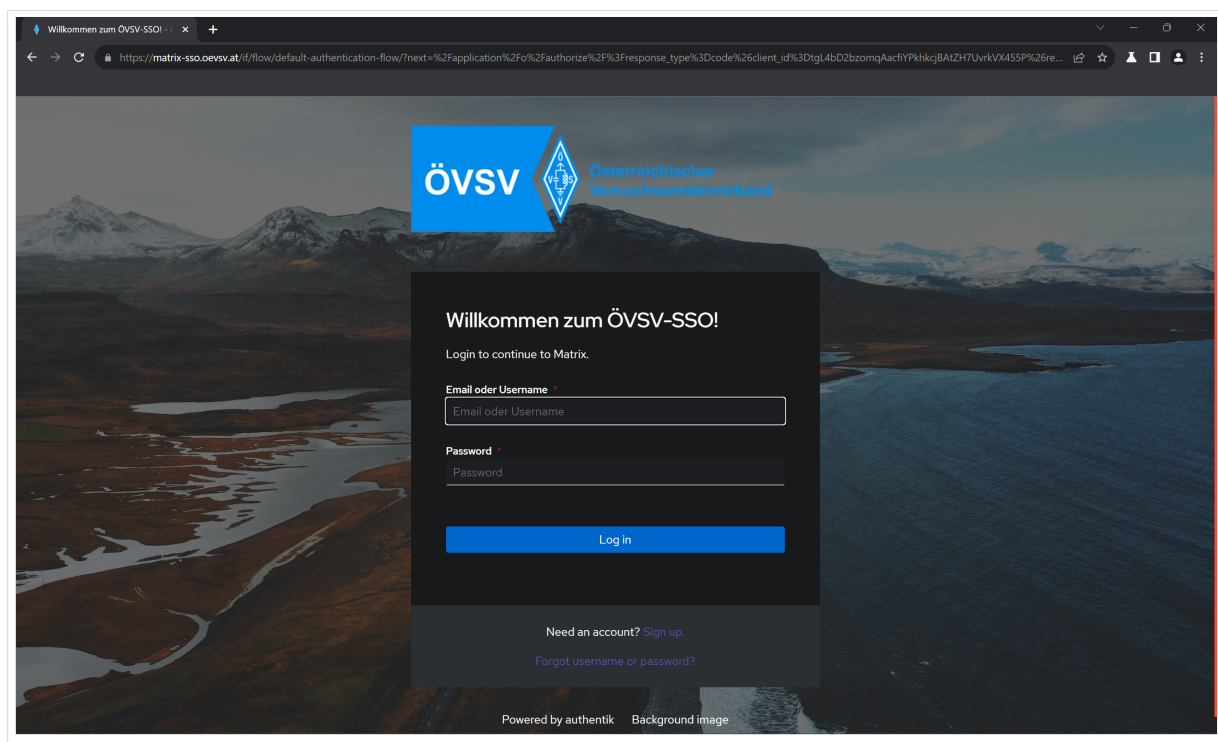 Willkommen zum ÖVSV-SSO! -
https://matrix-sso.oevsv.at/if/flow/default-authentication-flow/?next=%2Fapplication%2Fo%2Fauthorize%2F%3Fresponse_type%3Dcode%26client_id%3DtgL4bD2bzomqAacfiYPkhkcjBAtZH7UvrkVX455P%26re...
ÖVSV
O
V
S
V
Österreichischer
Versuchssenderverband
Willkommen zum ÖVSV-SSO!
Login to continue to Matrix.
Email oder Username *
Email oder Username
Password *
Password
Log in
Need an account? Sign up.
Forgot username or password?
Powered by authentik Background image